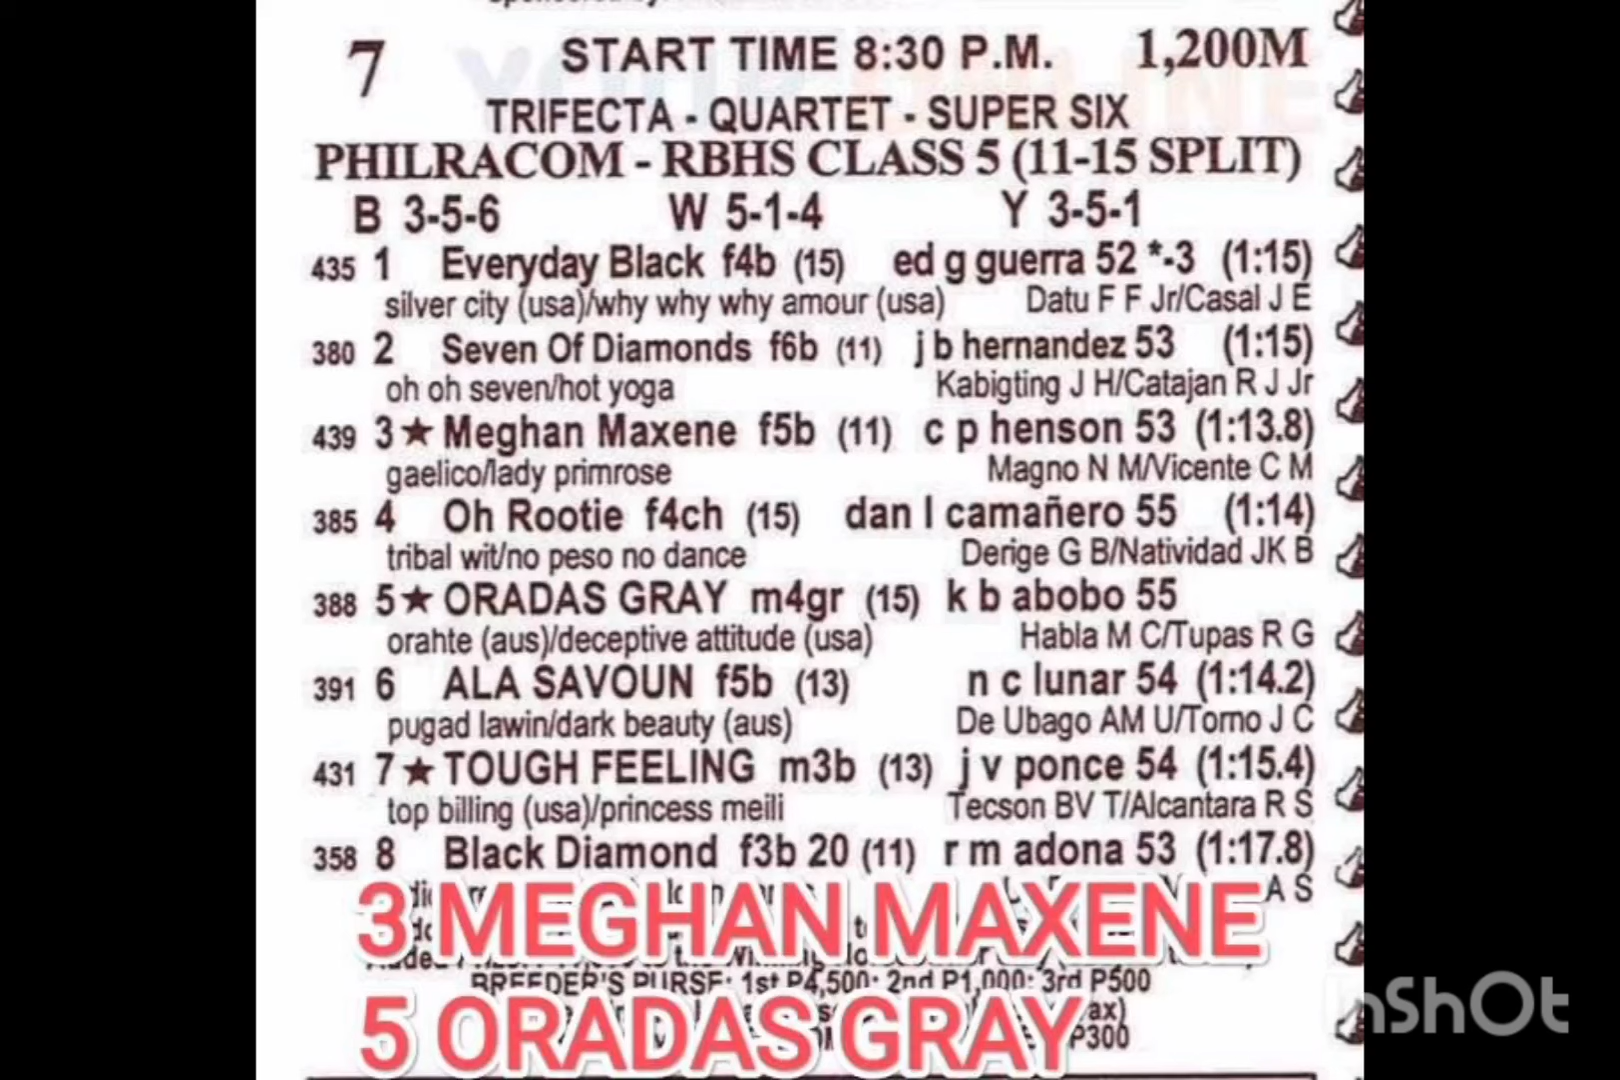 7 START TIME 8:30 P.M. 1,200M
TRIFECTA - QUARTET - SUPER SIX
PHILRACOM - RBHS CLASS 5 (11-15 SPLIT)
B 3-5-6 W 5-1-4 Y 3-5-1
435 1 Everyday Black f4b (15) ed g guerra 52 *-3 (1:15)
silver city (usa)/why why why amour (usa) Datu F F Jr/Casal J E
380 2 Seven Of Diamonds f6b (11) j b hernandez 53 (1:15)
oh oh seven/hot yoga Kabigting J H/Catajan R J Jr
439 3★ Meghan Maxene f5b (11) c p henson 53 (1:13.8)
gaelico/lady primrose Magno N M/Vicente C M
385 4 Oh Rootie f4ch (15) dan l camañero 55 (1:14)
tribal wit/no peso no dance Derige G B/Natividad JK B
388 5★ ORADAS GRAY m4gr (15) k b abobo 55
orahte (aus)/deceptive attitude (usa) Habla M C/Tupas R G
391 6 ALA SAVOUN f5b (13) n c lunar 54 (1:14.2)
pugad lawin/dark beauty (aus) De Ubago AM U/Torno J C
431 7★ TOUGH FEELING m3b (13) j v ponce 54 (1:15.4)
top billing (usa)/princess meili Tecson BV T/Alcantara R S
358 8 Black Diamond f3b 20 (11) r m adona 53 (1:17.8)
A S
3 MEGHAN MAXENE
BREEDER'S PURSE: 1st P4,500: 2nd P1,000: 3rd P500
5 ORADAS GRAY
P300
nShOt